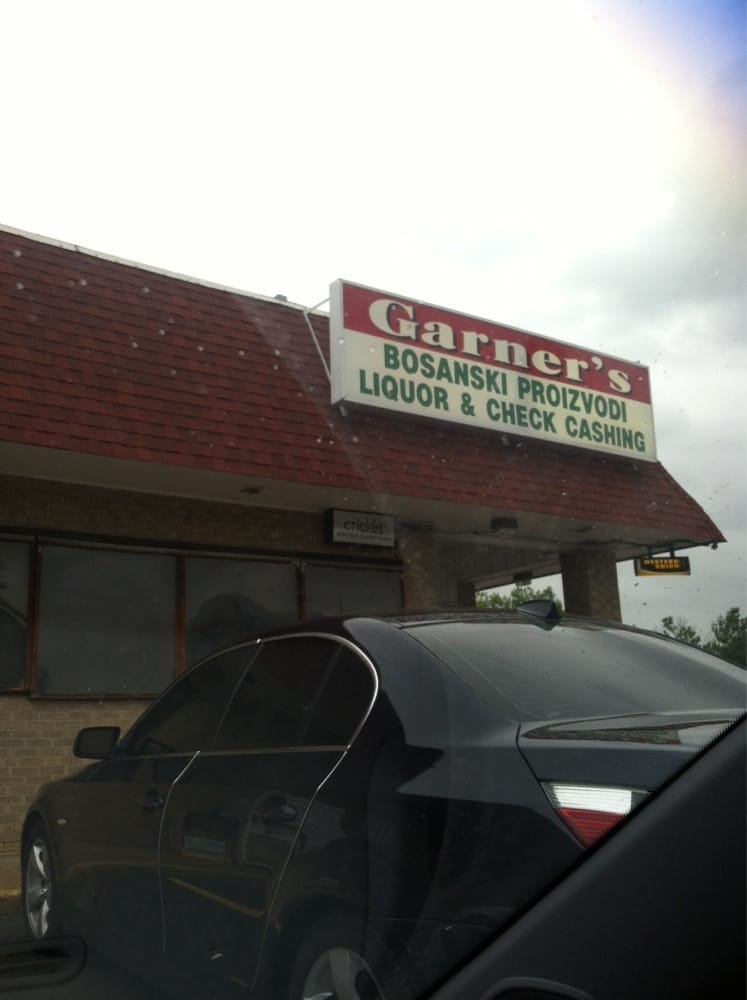 Garner's
BOSANSKI PROIZVODI
LIQUOR & CHECK CASHING
cricket
WESTERN
UNION